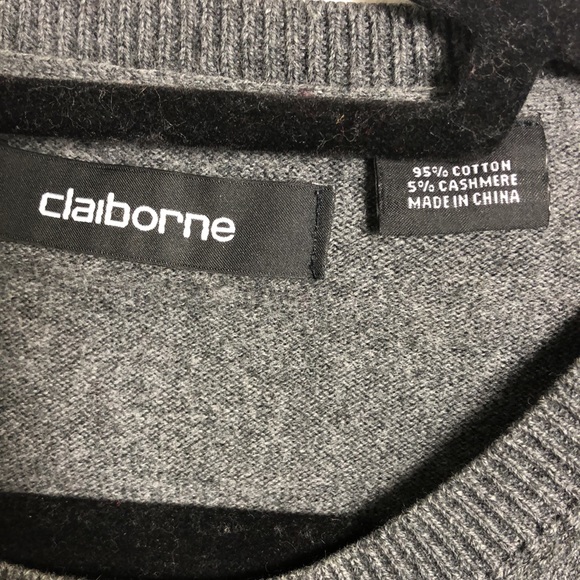 claiborne
95% COTTON
5% CASHMERE
MADE IN CHINA